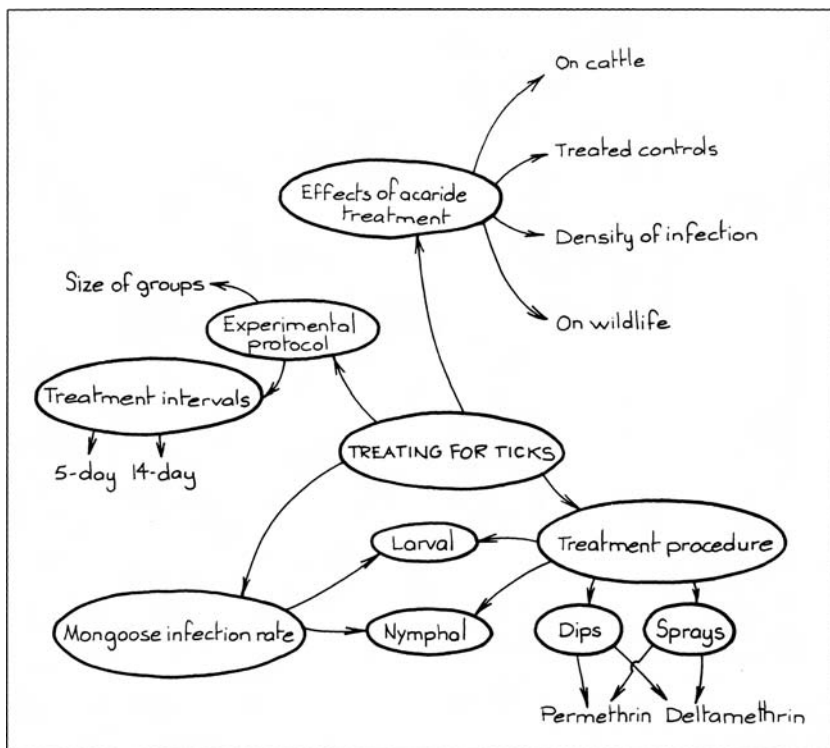 On cattle
Treated controls
Effects of acaride
treatment
Density of infection
On wildlife
Size of groups
Experimental
protocol
Treatment intervals
5-day 14-day
TREATING FOR TICKS
Larval
Treatment procedure
Mongoose infection rate
Nymphal
Dips
Sprays
Permethrin
Deltamethrin